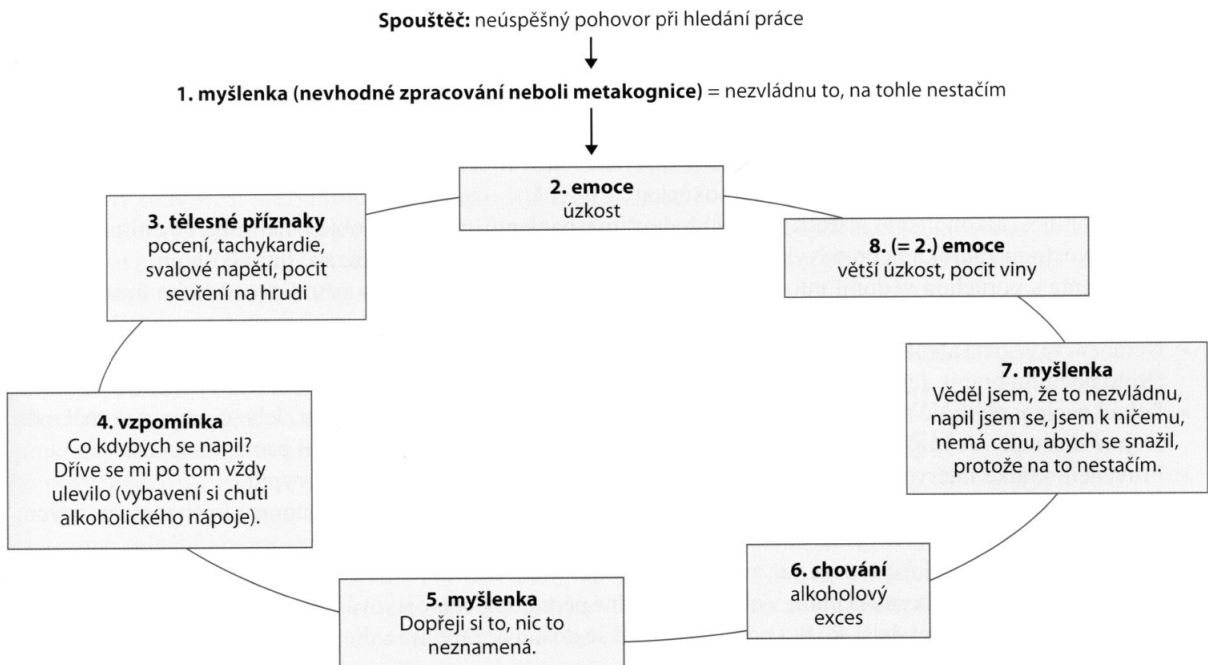 Spouštěč: neúspěšný pohovor při hledání práce
1. myšlenka (nevhodné zpracování neboli metakognice) = nezvládnu to, na tohle nestačím
2. emoce
úzkost
3. tělesné příznaky
pocení, tachykardie,
svalové napětí, pocit
sevření na hrudi
4. vzpomínka
Co kdybych se napil?
Dříve se mi po tom vždy
ulevilo (vybavení si chuti
alkoholického nápoje).
5. myšlenka
Dopřeji si to, nic to
neznamená.
6. chování
alkoholový
exces
7. myšlenka
Věděl jsem, že to nezvládnu,
napil jsem se, jsem k ničemu,
nemá cenu, abych se snažil,
protože na to nestačím.
8. (= 2.) emoce
větší úzkost, pocit viny